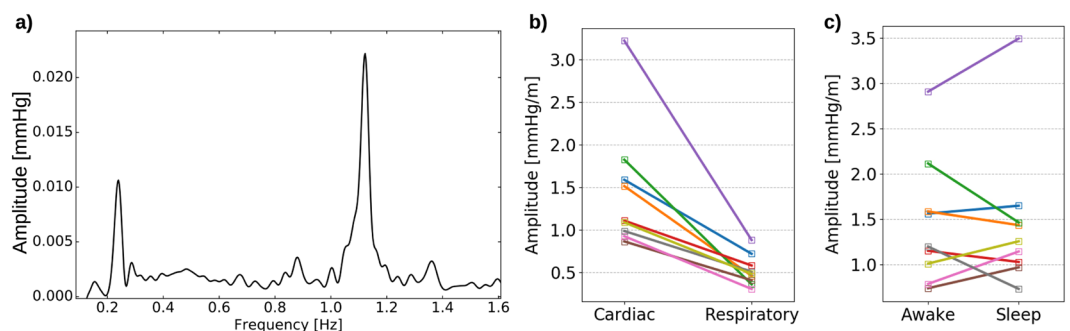 a)
Amplitude [mmHg]
0.020
0.015
0.010
0.005
0.000
0.2 0.4 0.6 0.8 1.0 1.2 1.4 1.6
Frequency [Hz]
b)
Amplitude [mmHg/m]
3.0
2.5
2.0
1.5
1.0
0.5
Cardiac Respiratory
c)
Amplitude [mmHg/m]
3.5
3.0
2.5
2.0
1.5
1.0
Awake Sleep